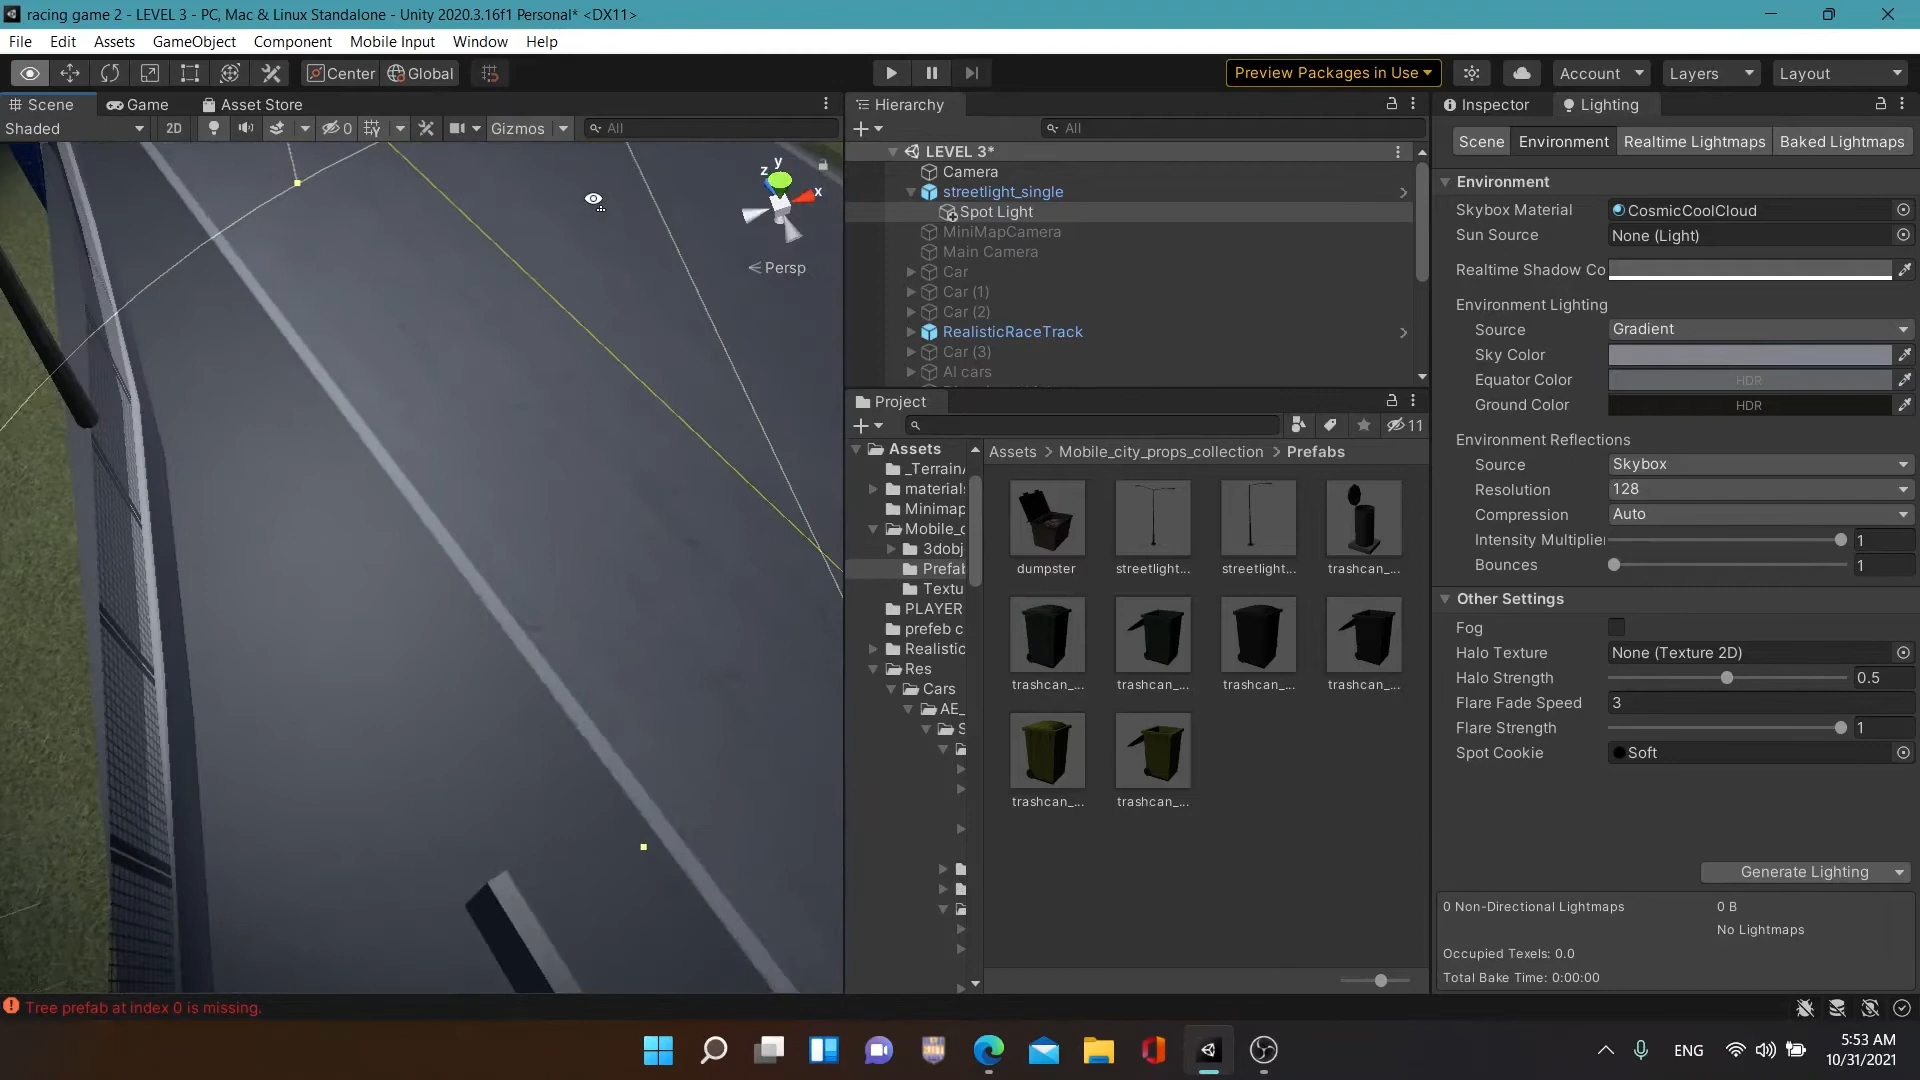 racing game 2 - LEVEL 3 - PC, Mac & Linux Standalone - Unity 2020.3.16f1 Personal* <DX11>
File Edit Assets GameObject Component Mobile Input Window Help
Center Global Preview Packages in Use Account Layers Layout
Scene Game Asset Store
Shaded 2D 0 Gizmos All
y
z
x
Persp
Hierarchy
All
LEVEL 3*
Camera
streetlight_single
Spot Light
MiniMapCamera
Main Camera
Car
Car (1)
Car (2)
RealisticRaceTrack
Car (3)
AI cars
Project
11
Assets
_Terrain
material
Minimap
Mobile_c
3dobj
Prefab
Textu
PLAYER
prefeb c
Realistic
Res
Cars
AE_
S
Assets > Mobile_city_props_collection > Prefabs
dumpster streetlight... streetlight... trashcan_...
trashcan_... trashcan_... trashcan_... trashcan_...
trashcan_... trashcan_...
Inspector Lighting
Scene Environment Realtime Lightmaps Baked Lightmaps
Environment
Skybox Material CosmicCoolCloud
Sun Source None (Light)
Realtime Shadow Co
Environment Lighting
Source Gradient
Sky Color
Equator Color HDR
Ground Color HDR
Environment Reflections
Source Skybox
Resolution 128
Compression Auto
Intensity Multiplie 1
Bounces 1
Other Settings
Fog
Halo Texture None (Texture 2D)
Halo Strength 0.5
Flare Fade Speed 3
Flare Strength 1
Spot Cookie Soft
Generate Lighting
0 Non-Directional Lightmaps 0 B
No Lightmaps
Occupied Texels: 0.0
Total Bake Time: 0:00:00
Tree prefab at index 0 is missing.
ENG
5:53 AM
10/31/2021